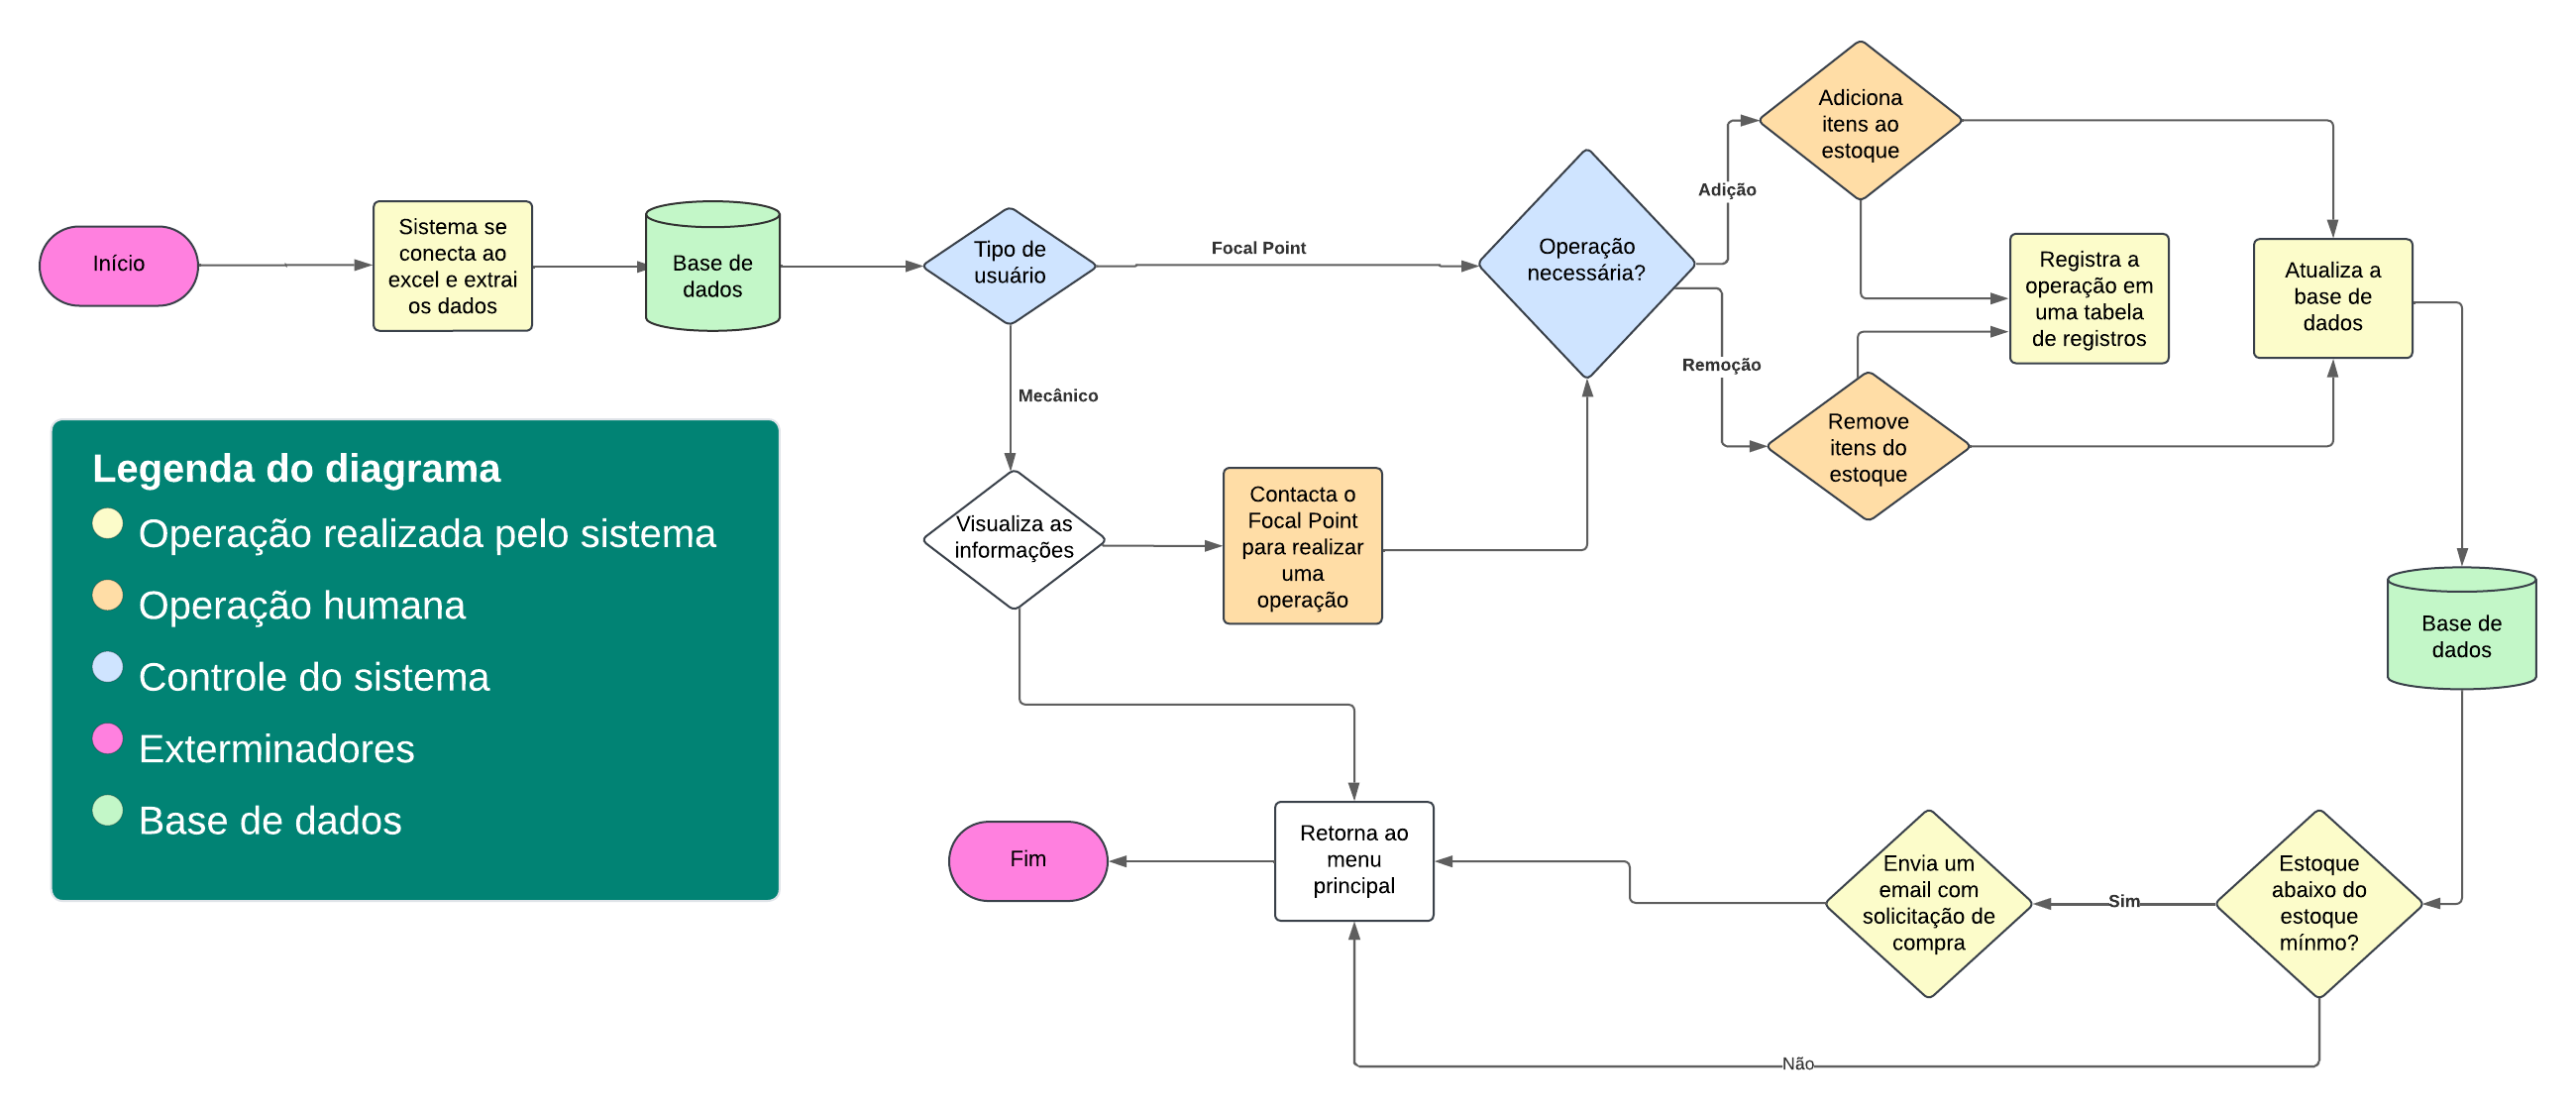 Início
Sistema se
conecta ao
excel e extrai
os dados
Base de
dados
Tipo de
usuário
Focal Point
Mecânico
Operação
necessária?
Adição
Remoção
Adiciona
itens ao
estoque
Registra a
operação em
uma tabela
de registros
Atualiza a
base de
dados
Remove
itens do
estoque
Visualiza as
informações
Contacta o
Focal Point
para realizar
uma
operação
Base de
dados
Legenda do diagrama
Operação realizada pelo sistema
Operação humana
Controle do sistema
Exterminadores
Base de dados
Estoque
abaixo do
estoque
mínmo?
Sim
Envia um
email com
solicitação de
compra
Não
Retorna ao
menu
principal
Fim